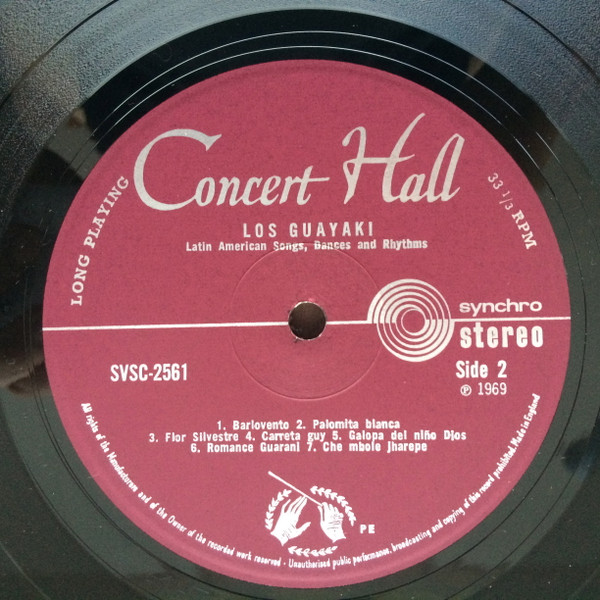 Concert Hall
LONG PLAYING
33 1/3 RPM
LOS GUAYAKI
Latin American Songs, Dances and Rhythms
synchro
stereo
SVSC-2561
Side 2
℗ 1969
1. Barlovento 2. Palomita blanca
3. Flor Silvestre 4. Carreta guy 5. Galopa del niño Dios
6. Romance Guarani 7. Che mbole jharepe
PE
All rights of the Manufacturer and of the Owner of the recorded work reserved · Unauthorised public performance, broadcasting and copying of this record prohibited. Made in England